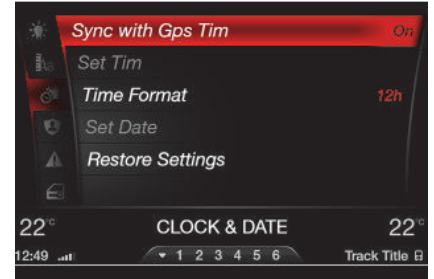 Sync with Gps Tim On
Set Tim
Time Format 12h
Set Date
Restore Settings
22°C CLOCK & DATE 22°C
12:49 1 2 3 4 5 6 Track Title